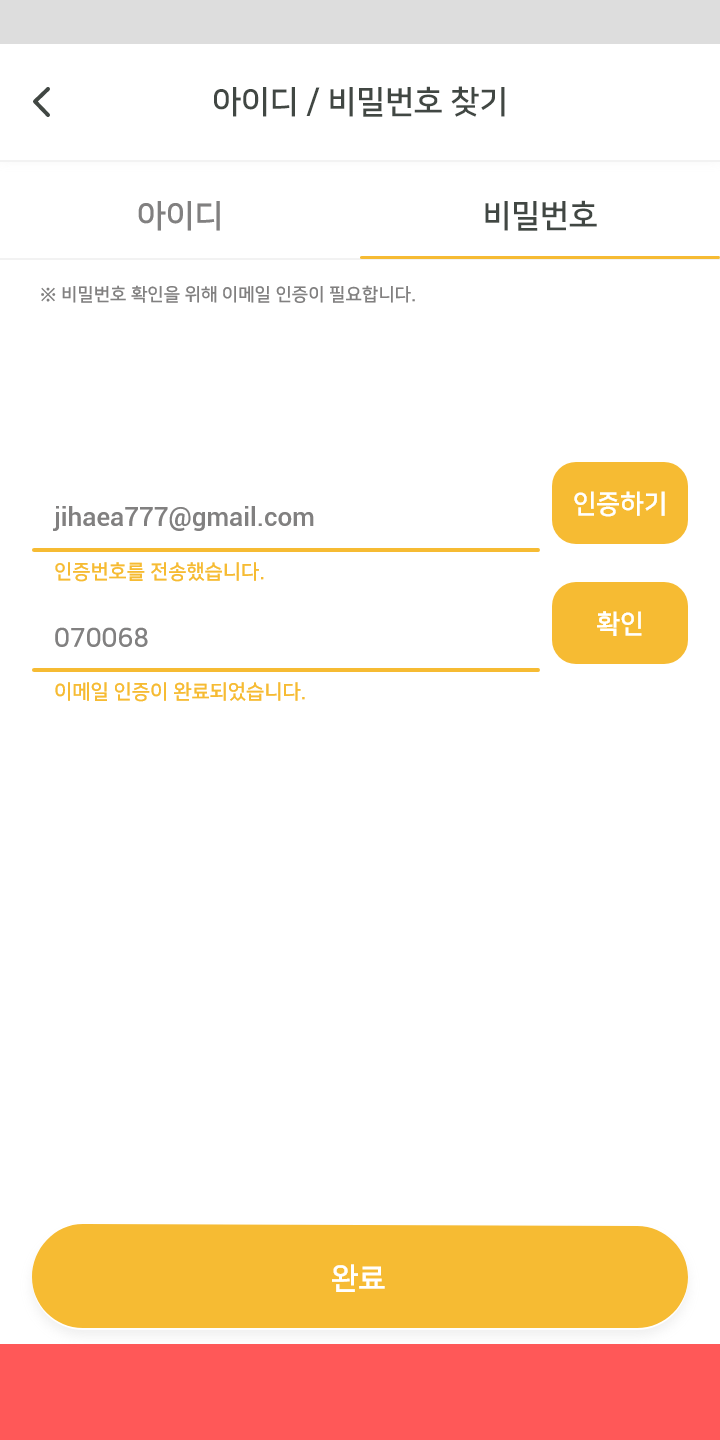 아이디 / 비밀번호 찾기
아이디
비밀번호
※ 비밀번호 확인을 위해 이메일 인증이 필요합니다.
jihaea777@gmail.com
인증하기
인증번호를 전송했습니다.
070068
확인
이메일 인증이 완료되었습니다.
완료